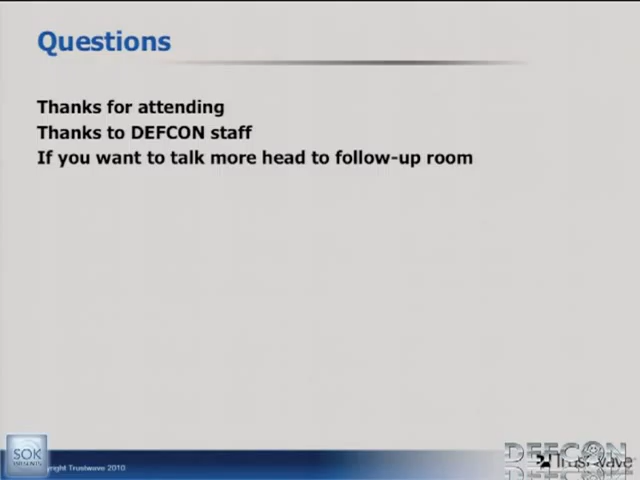 Questions
Thanks for attending
Thanks to DEFCON staff
If you want to talk more head to follow-up room
SOK
Copyright Trustwave 2010
DEFCON
Trustwave